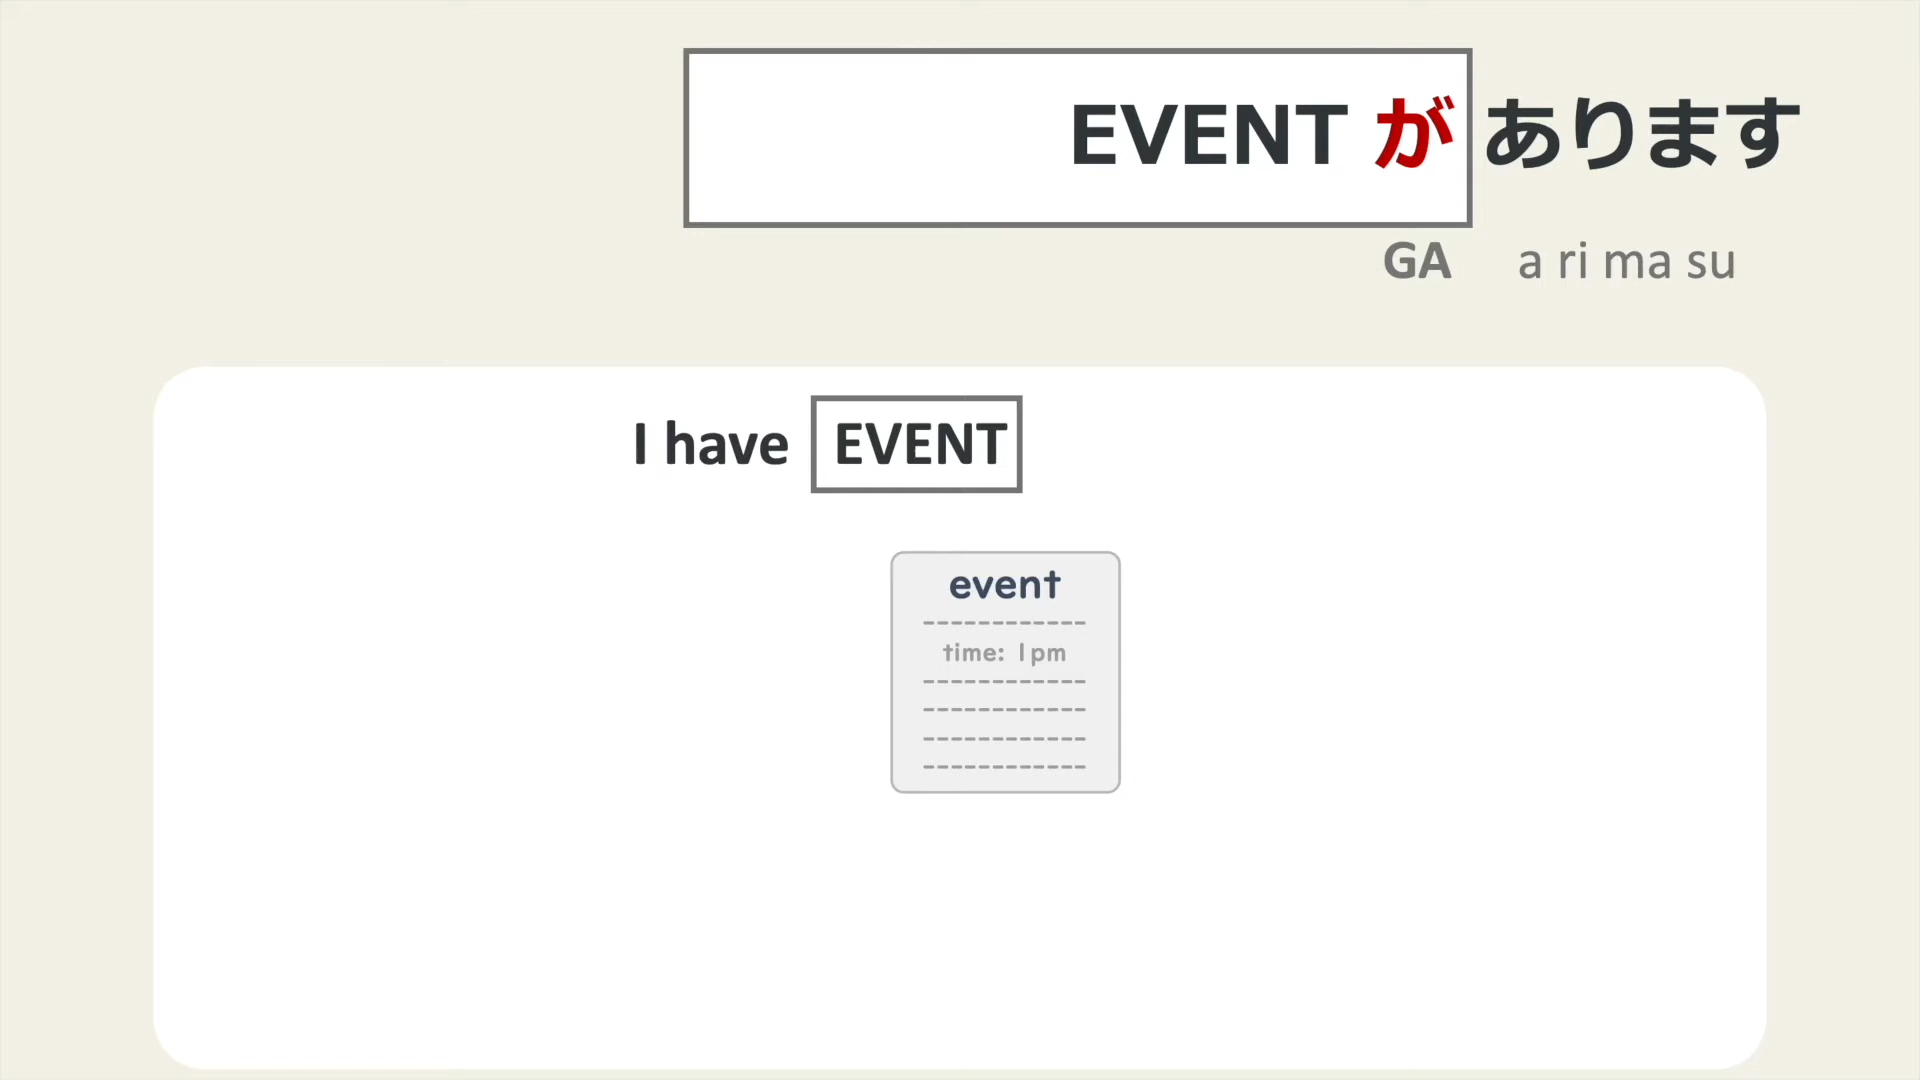 EVENT が あります
GA a ri ma su
I have EVENT
event
time: 1pm